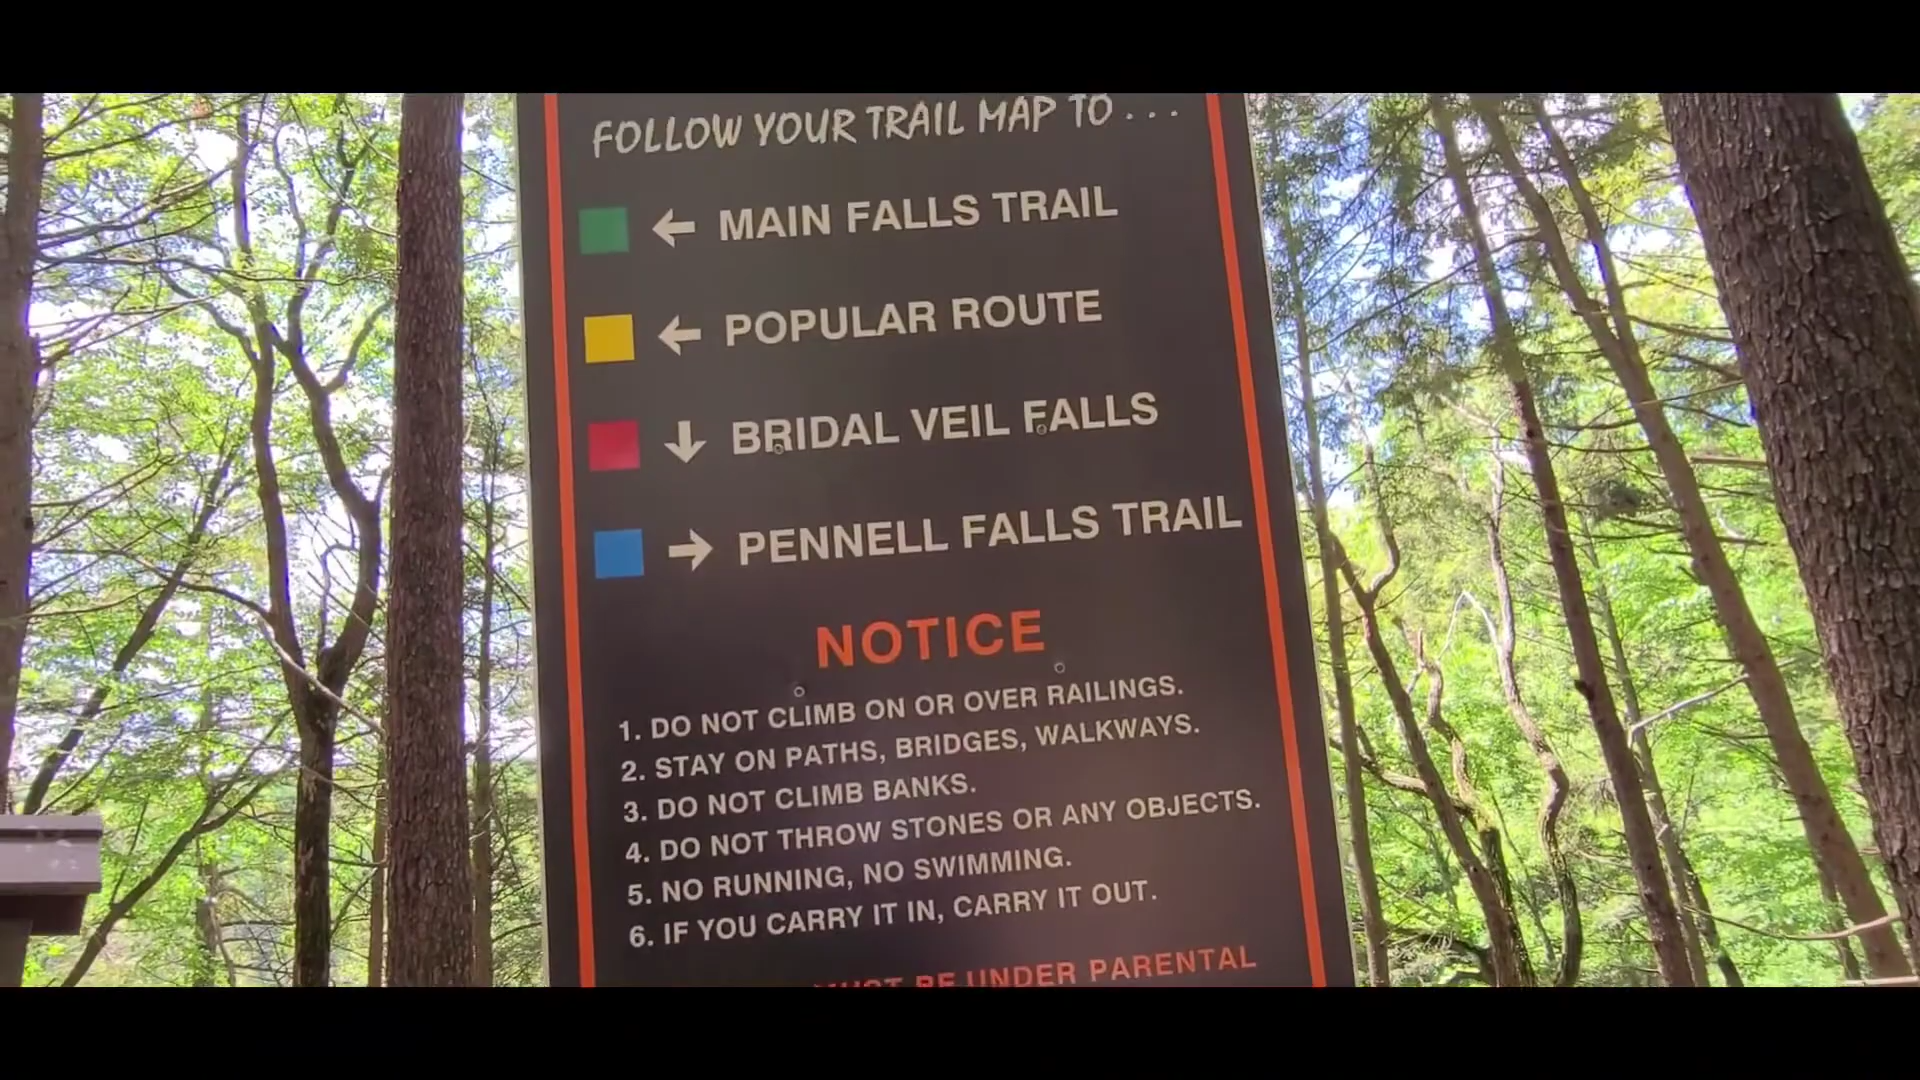 FOLLOW YOUR TRAIL MAP TO . . .
← MAIN FALLS TRAIL
← POPULAR ROUTE
↓ BRIDAL VEIL FALLS
→ PENNELL FALLS TRAIL
NOTICE
1. DO NOT CLIMB ON OR OVER RAILINGS.
2. STAY ON PATHS, BRIDGES, WALKWAYS.
3. DO NOT CLIMB BANKS.
4. DO NOT THROW STONES OR ANY OBJECTS.
5. NO RUNNING, NO SWIMMING.
6. IF YOU CARRY IT IN, CARRY IT OUT.
MUST BE UNDER PARENTAL